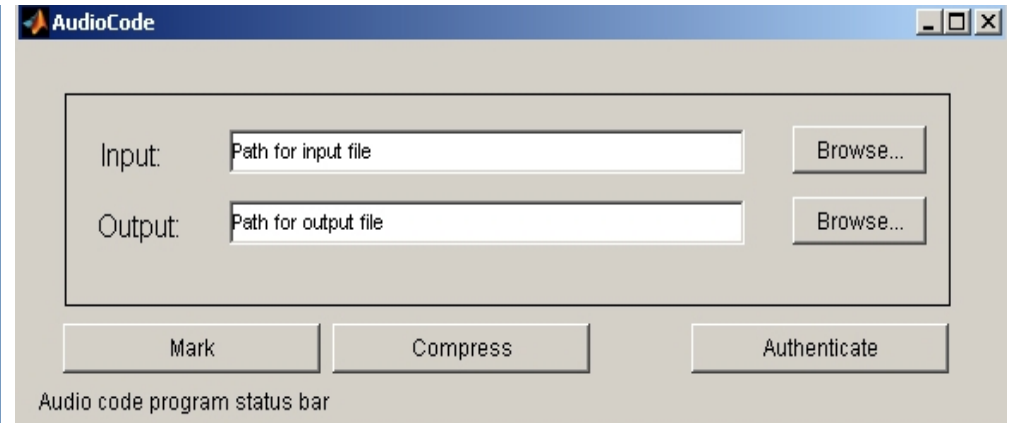 AudioCode
Input: Path for input file Browse...
Output: Path for output file Browse...
Mark Compress Authenticate
Audio code program status bar